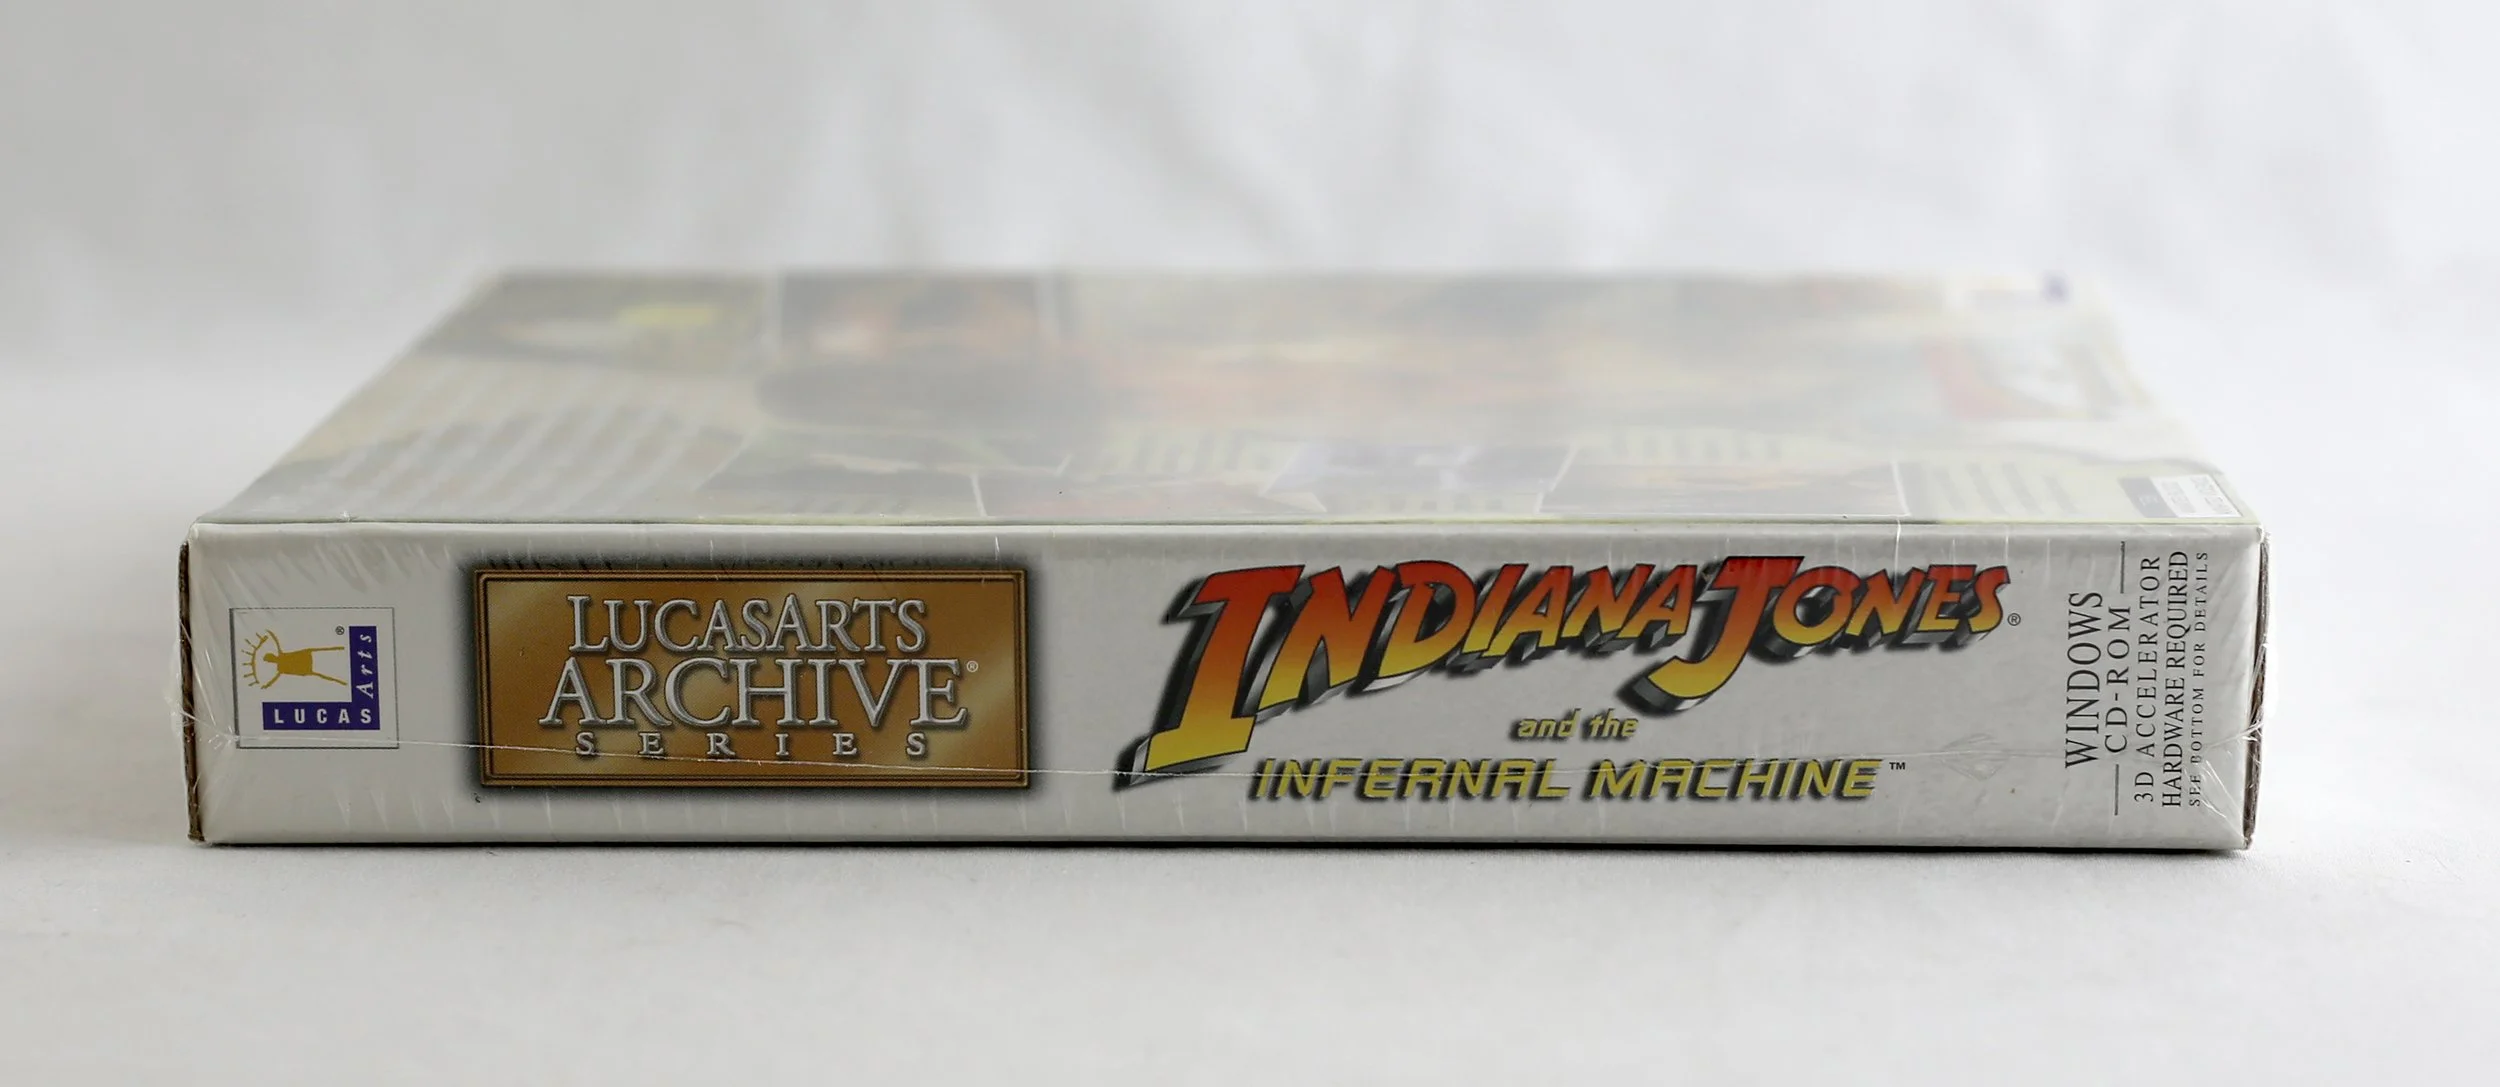 LUCAS
Arts
®
LUCASARTS
ARCHIVE®
SERIES
INDIANA JONES®
and the
INFERNAL MACHINE™
WINDOWS
CD-ROM
3D ACCELERATOR
HARDWARE REQUIRED
SEE BOTTOM FOR DETAILS